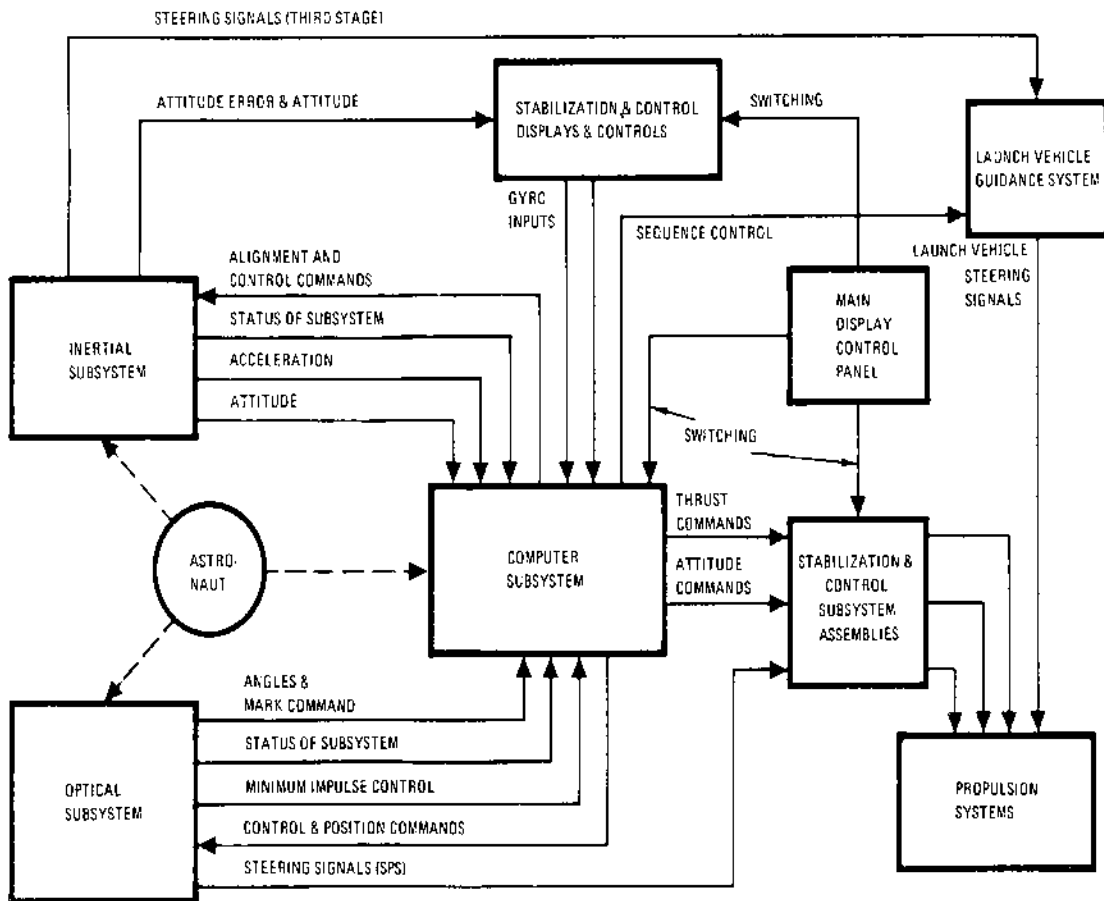 STEERING SIGNALS (THIRD STAGE)
ATTITUDE ERROR & ATTITUDE
STABILIZATION & CONTROL
DISPLAYS & CONTROLS
SWITCHING
LAUNCH VEHICLE
GUIDANCE SYSTEM
GYRC
INPUTS
SEQUENCE CONTROL
LAUNCH VEHICLE
STEERING
SIGNALS
ALIGNMENT AND
CONTROL COMMANDS
STATUS OF SUBSYSTEM
ACCELERATION
ATTITUDE
INERTIAL
SUBSYSTEM
MAIN
DISPLAY
CONTROL
PANEL
SWITCHING
ASTRO-
NAUT
COMPUTER
SUBSYSTEM
THRUST
COMMANDS
ATTITUDE
COMMANDS
STABILIZATION &
CONTROL
SUBSYSTEM
ASSEMBLIES
OPTICAL
SUBSYSTEM
ANGLES &
MARK COMMAND
STATUS OF SUBSYSTEM
MINIMUM IMPULSE CONTROL
CONTROL & POSITION COMMANDS
STEERING SIGNALS (SPS)
PROPULSION
SYSTEMS